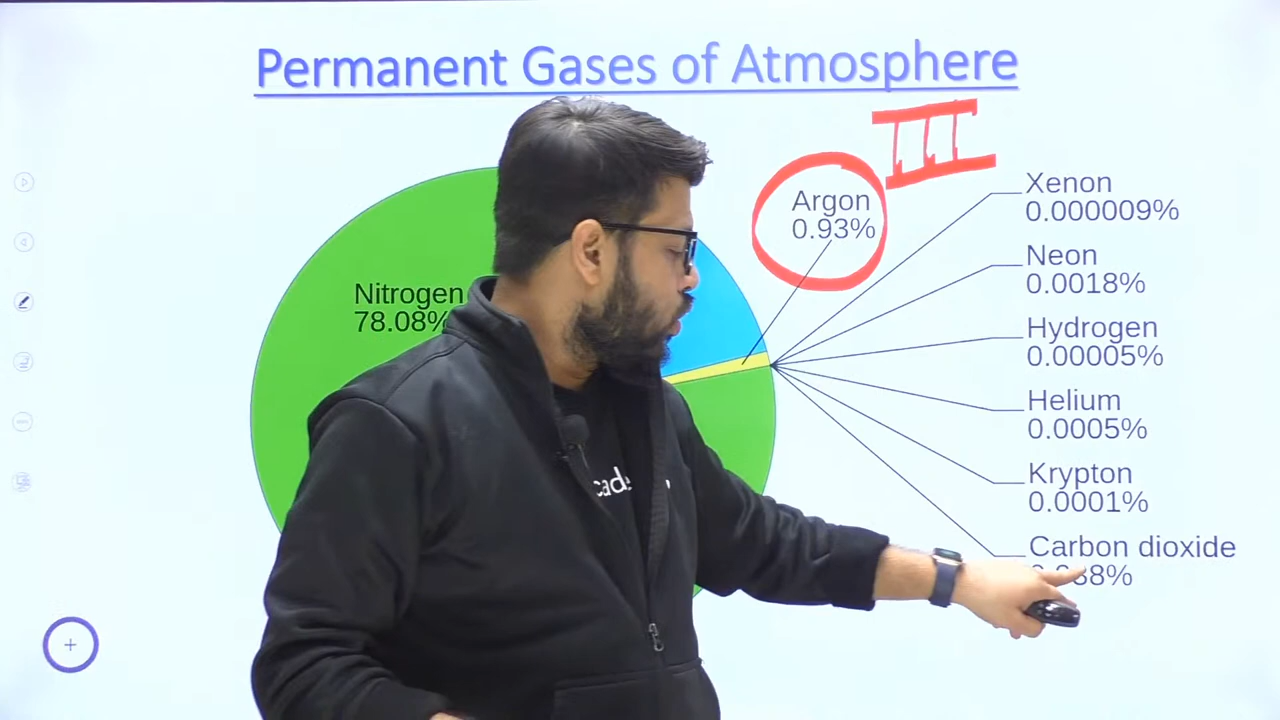 Permanent Gases of Atmosphere
III
Nitrogen
78.08%
Argon
0.93%
Xenon
0.000009%
Neon
0.0018%
Hydrogen
0.00005%
Helium
0.0005%
Krypton
0.0001%
Carbon dioxide